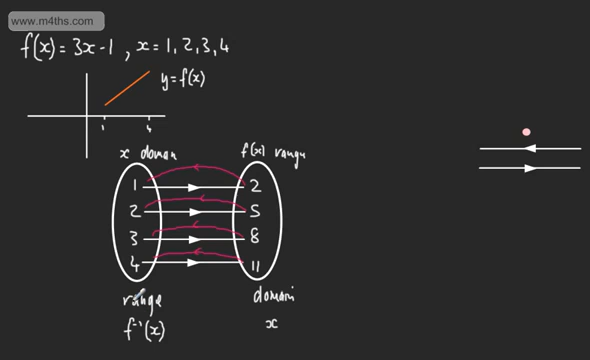 www.m4ths.com
f(x) = 3x-1 , x = 1, 2, 3, 4
y = f(x)
1 4
x domain f(x) range
1 2
2 5
3 8
4 11
range domain
f⁻¹(x) x